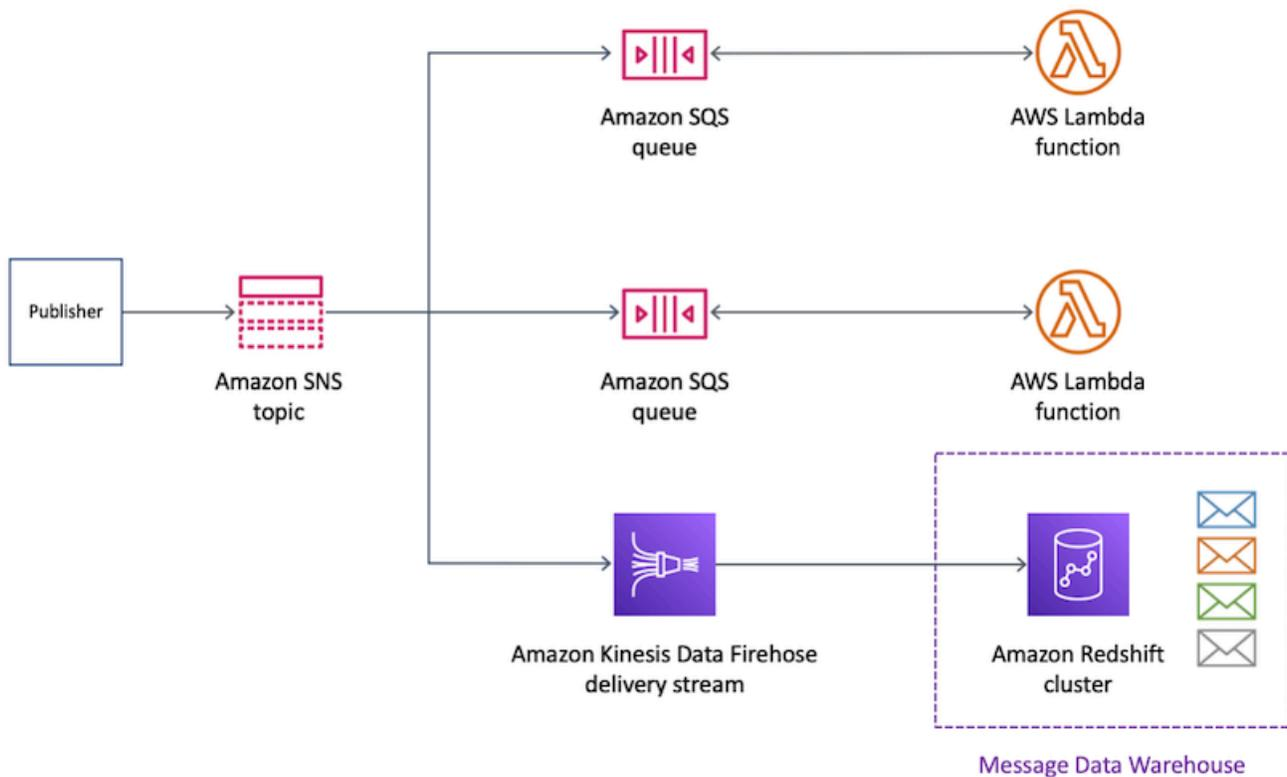 Amazon SQS
queue
AWS Lambda
function
Publisher
Amazon SNS
topic
Amazon SQS
queue
AWS Lambda
function
Amazon Kinesis Data Firehose
delivery stream
Amazon Redshift
cluster
Message Data Warehouse